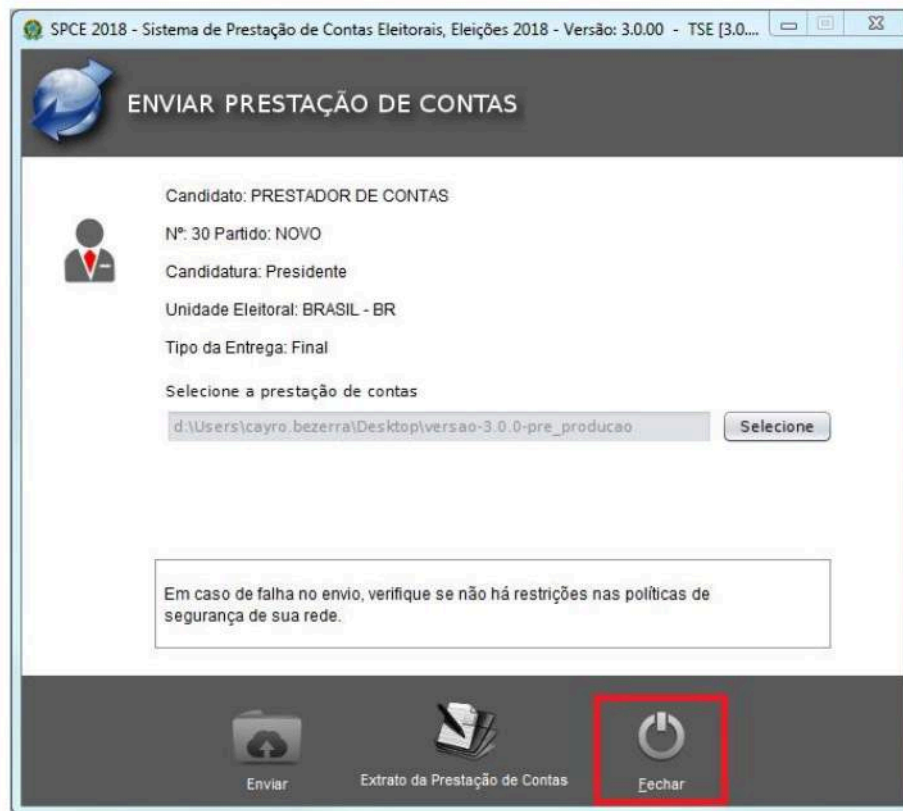 SPCE 2018 - Sistema de Prestação de Contas Eleitorais, Eleições 2018 - Versão: 3.0.00 - TSE [3.0....
ENVIAR PRESTAÇÃO DE CONTAS
Candidato: PRESTADOR DE CONTAS
Nº: 30 Partido: NOVO
Candidatura: Presidente
Unidade Eleitoral: BRASIL - BR
Tipo da Entrega: Final
Selecione a prestação de contas
d:\Users\cayro.bezerra\Desktop\versao-3.0.0-pre_producao
Selecione
Em caso de falha no envio, verifique se não há restrições nas políticas de
segurança de sua rede.
Enviar
Extrato da Prestação de Contas
Fechar